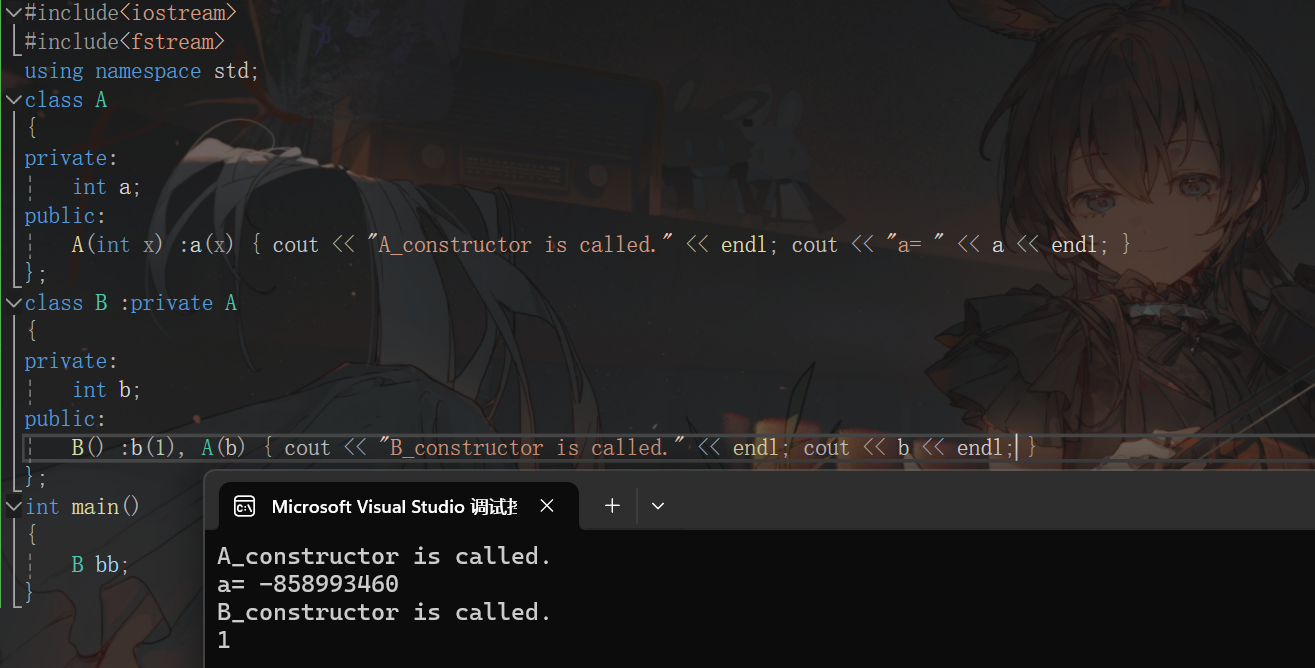 #include<iostream>
#include<fstream>
using namespace std;
class A
{
private:
    int a;
public:
    A(int x) :a(x) { cout << "A_constructor is called." << endl; cout << "a= " << a << endl; }
};
class B :private A
{
private:
    int b;
public:
    B() :b(1), A(b) { cout << "B_constructor is called." << endl; cout << b << endl; }
};
int main()
{
    B bb;
}
Microsoft Visual Studio 调试
A_constructor is called.
a= -858993460
B_constructor is called.
1